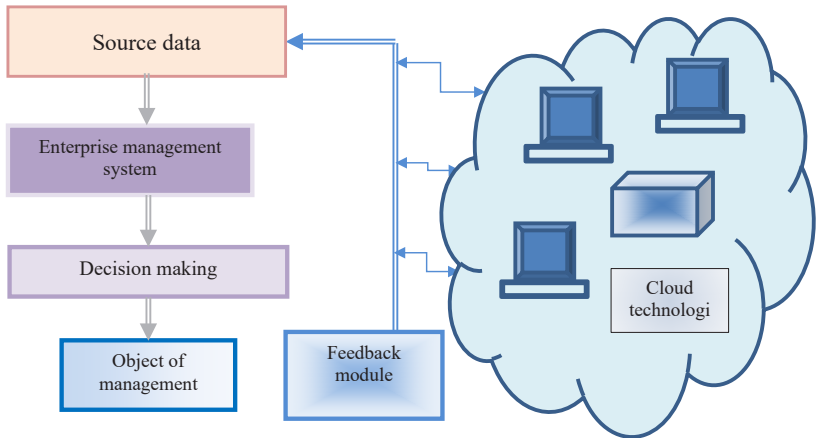 Source data
Enterprise management
system
Decision making
Object of
management
Feedback
module
Cloud
technologi